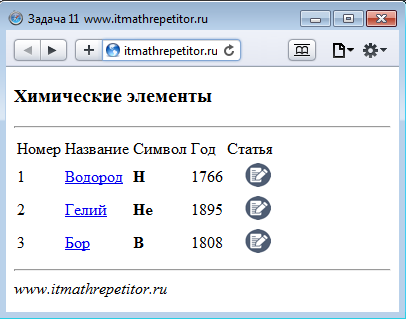 Задача 11 www.itmathrepetitor.ru
itmathrepetitor.ru
Химические элементы
Номер Название Символ Год Статья
1 Водород H 1766
2 Гелий He 1895
3 Бор B 1808
www.itmathrepetitor.ru